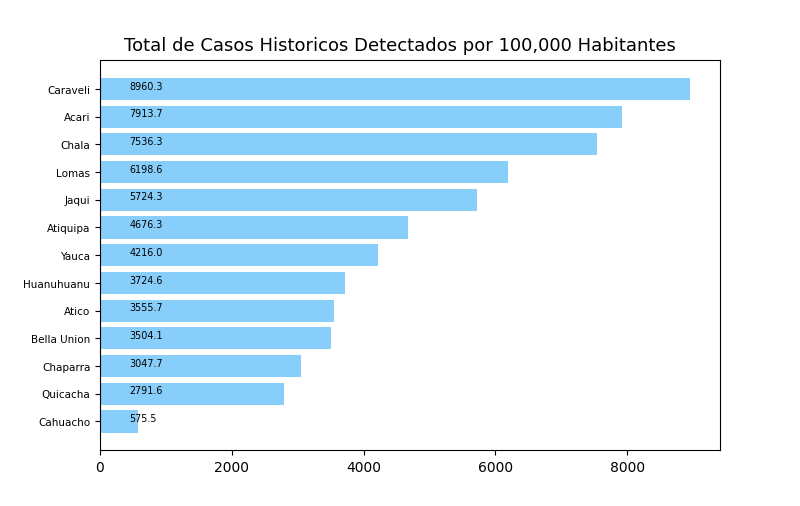 Total de Casos Historicos Detectados por 100,000 Habitantes
Caraveli 8960.3
Acari 7913.7
Chala 7536.3
Lomas 6198.6
Jaqui 5724.3
Atiquipa 4676.3
Yauca 4216.0
Huanuhuanu 3724.6
Atico 3555.7
Bella Union 3504.1
Chaparra 3047.7
Quicacha 2791.6
Cahuacho 575.5
0 2000 4000 6000 8000